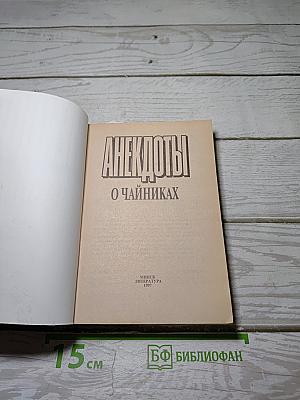 АНЕКДОТЫ
О ЧАЙНИКАХ
МИНСК
ЛИТЕРАТУРА
1997
15 см
БФ БИБЛИОФАН